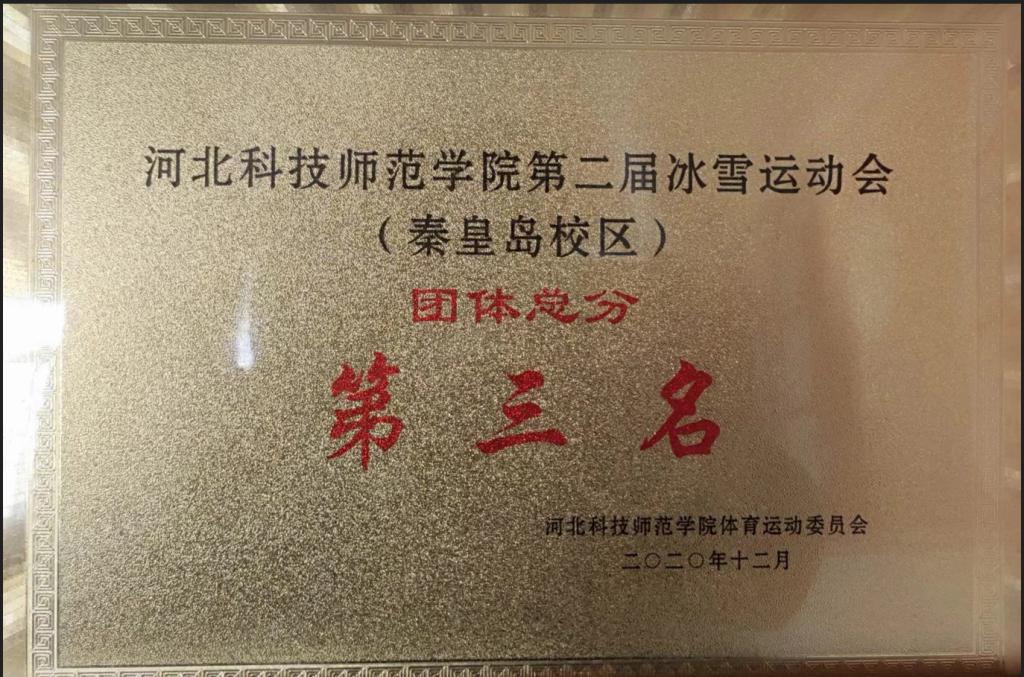 河北科技师范学院第二届冰雪运动会
（秦皇岛校区）
团体总分
第三名
河北科技师范学院体育运动委员会
二〇二〇年十二月